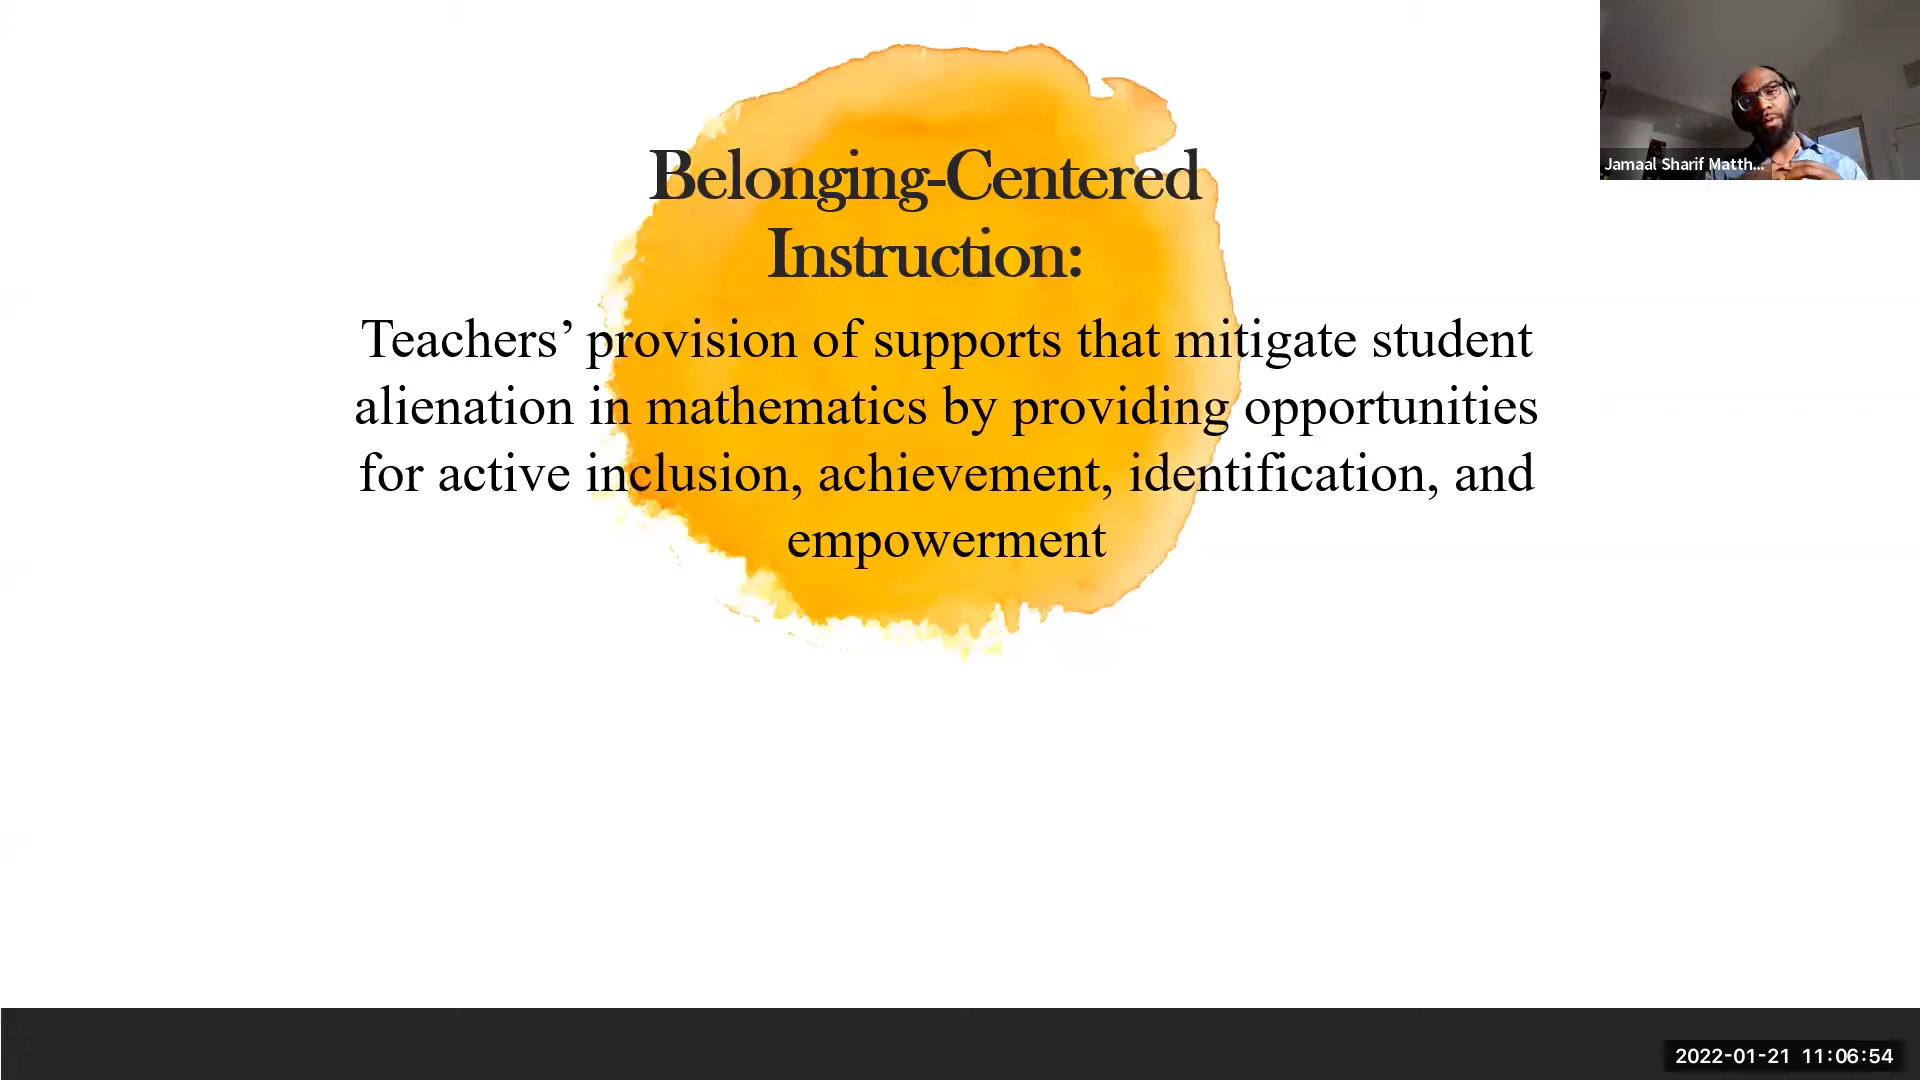 Belonging-Centered
Instruction:
Teachers’ provision of supports that mitigate student
alienation in mathematics by providing opportunities
for active inclusion, achievement, identification, and
empowerment
Jamaal Sharif Matth...
2022-01-21 11:06:54